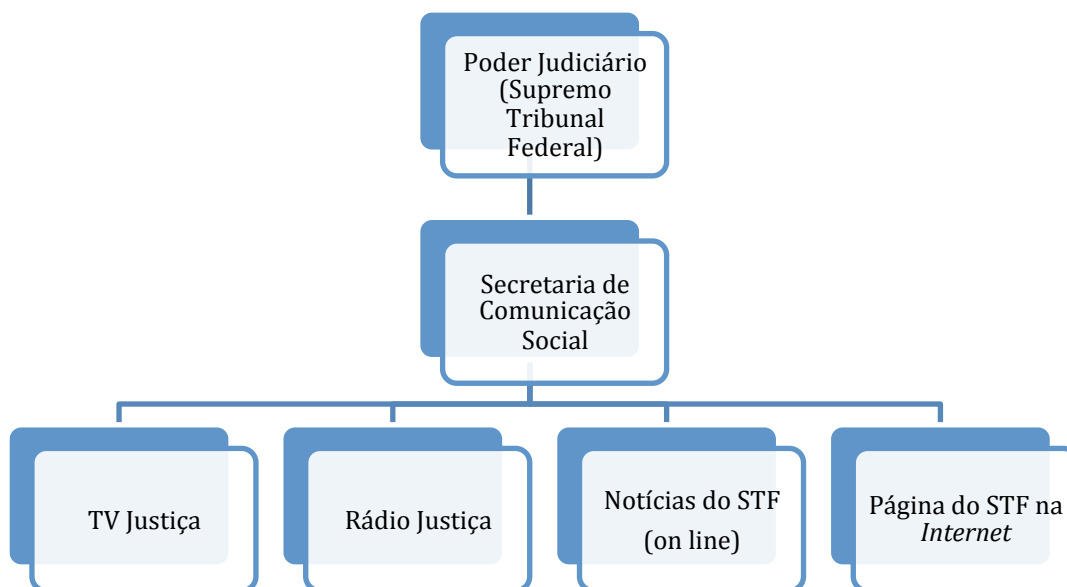 Poder Judiciário
(Supremo
Tribunal
Federal)
Secretaria de
Comunicação
Social
TV Justiça
Rádio Justiça
Notícias do STF
(on line)
Página do STF na
Internet